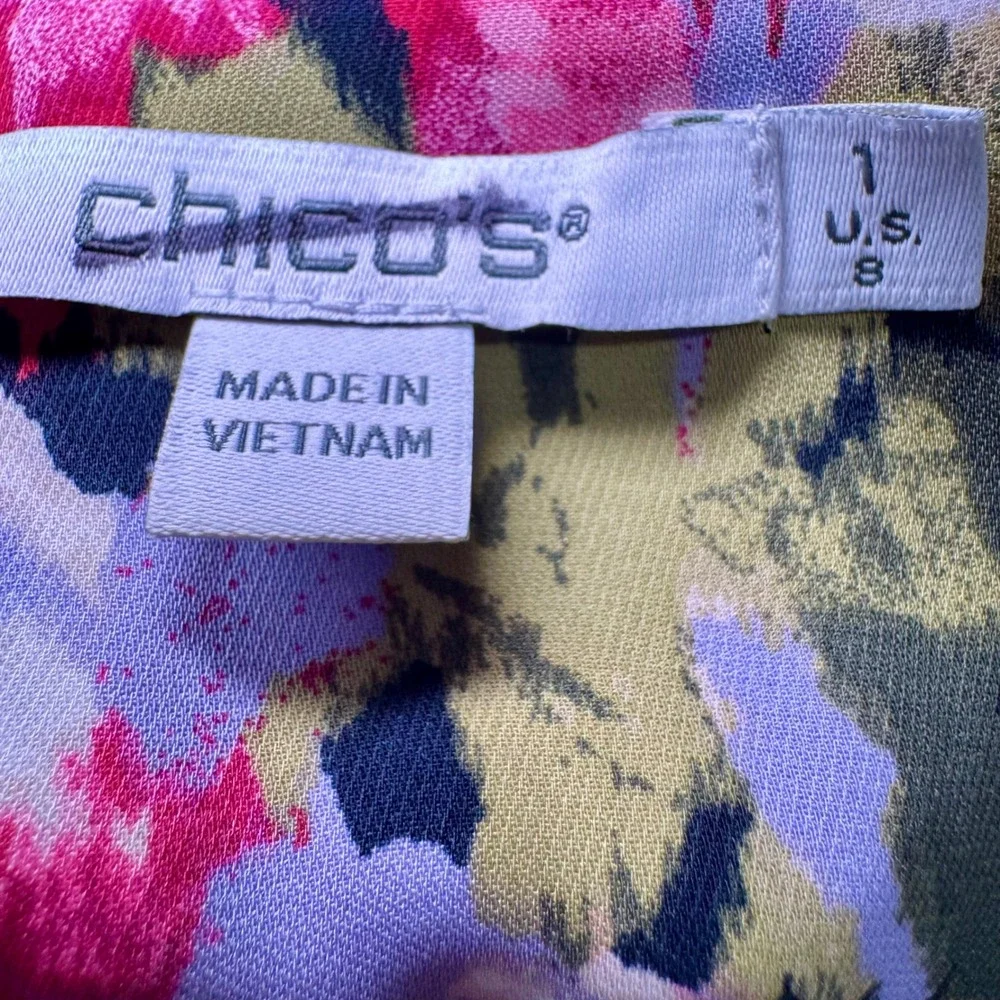 chico's®
1
U.S.
8
MADE IN
VIETNAM